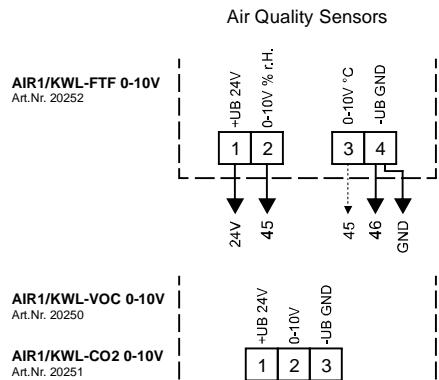 Air Quality Sensors
AIR1/KWL-FTF 0-10V
Art.Nr. 20252
+UB 24V
0-10V % r.H.
0-10V °C
-UB GND
1 2 3 4
24V
45
45
46
GND
AIR1/KWL-VOC 0-10V
Art.Nr. 20250
AIR1/KWL-CO2 0-10V
Art.Nr. 20251
+UB 24V
0-10V
-UB GND
1 2 3